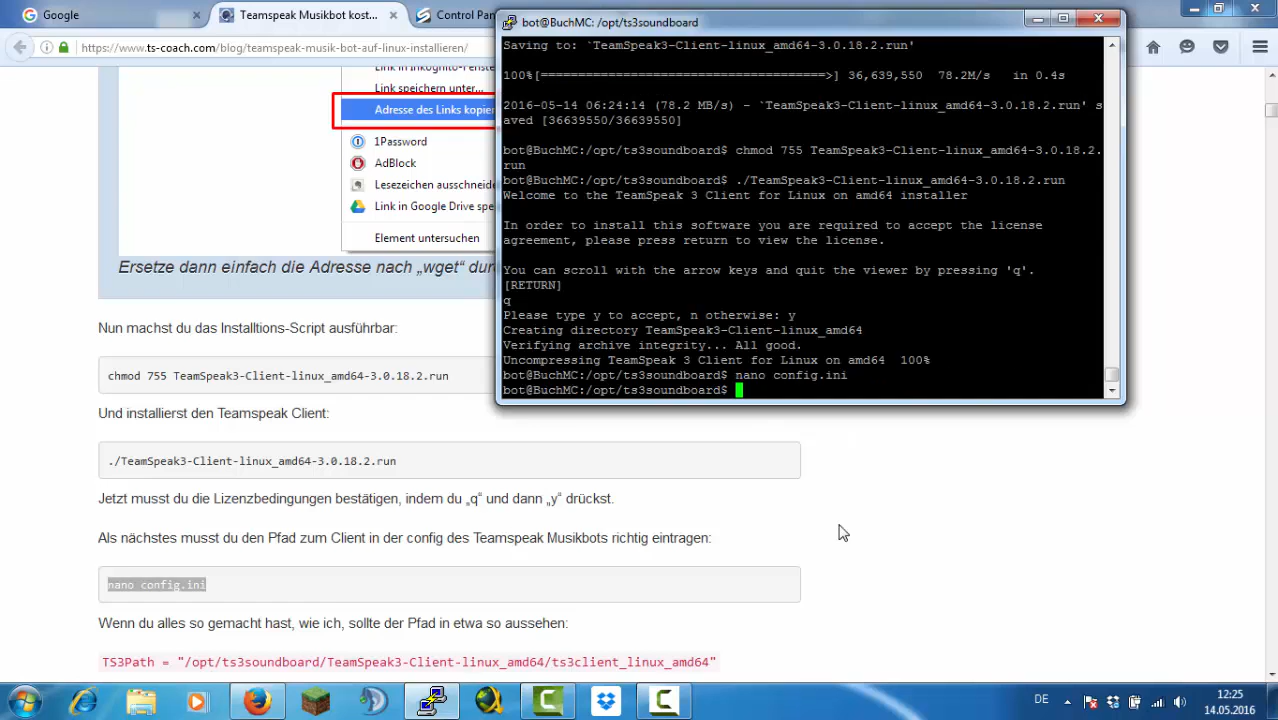 Google
Teamspeak Musikbot kost...
Control Pan
bot@BuchMC: /opt/ts3soundboard
https://www.ts-coach.com/blog/teamspeak-musik-bot-auf-linux-installieren/
Link speichern unter...
Adresse des Links kopier
1Password
AdBlock
Lesezeichen ausschneide
Link in Google Drive spe
Element untersuchen
Ersetze dann einfach die Adresse nach „wget“ dur
Nun machst du das Installtions-Script ausführbar:
chmod 755 TeamSpeak3-Client-linux_amd64-3.0.18.2.run
Und installierst den Teamspeak Client:
./TeamSpeak3-Client-linux_amd64-3.0.18.2.run
Jetzt musst du die Lizenzbedingungen bestätigen, indem du „q“ und dann „y“ drückst.
Als nächstes musst du den Pfad zum Client in der config des Teamspeak Musikbots richtig eintragen:
nano config.ini
Wenn du alles so gemacht hast, wie ich, sollte der Pfad in etwa so aussehen:
TS3Path = "/opt/ts3soundboard/TeamSpeak3-Client-linux_amd64/ts3client_linux_amd64"
Saving to: `TeamSpeak3-Client-linux_amd64-3.0.18.2.run'
100%[======================================>] 36,639,550 78.2M/s in 0.4s
2016-05-14 06:24:14 (78.2 MB/s) - `TeamSpeak3-Client-linux_amd64-3.0.18.2.run' s
aved [36639550/36639550]
bot@BuchMC:/opt/ts3soundboard$ chmod 755 TeamSpeak3-Client-linux_amd64-3.0.18.2.
run
bot@BuchMC:/opt/ts3soundboard$ ./TeamSpeak3-Client-linux_amd64-3.0.18.2.run
Welcome to the TeamSpeak 3 Client for Linux on amd64 installer
In order to install this software you are required to accept the license
agreement, please press return to view the license.
You can scroll with the arrow keys and quit the viewer by pressing 'q'.
[RETURN]
q
Please type y to accept, n otherwise: y
Creating directory TeamSpeak3-Client-linux_amd64
Verifying archive integrity... All good.
Uncompressing TeamSpeak 3 Client for Linux on amd64 100%
bot@BuchMC:/opt/ts3soundboard$ nano config.ini
bot@BuchMC:/opt/ts3soundboard$
DE
12:25
14.05.2016